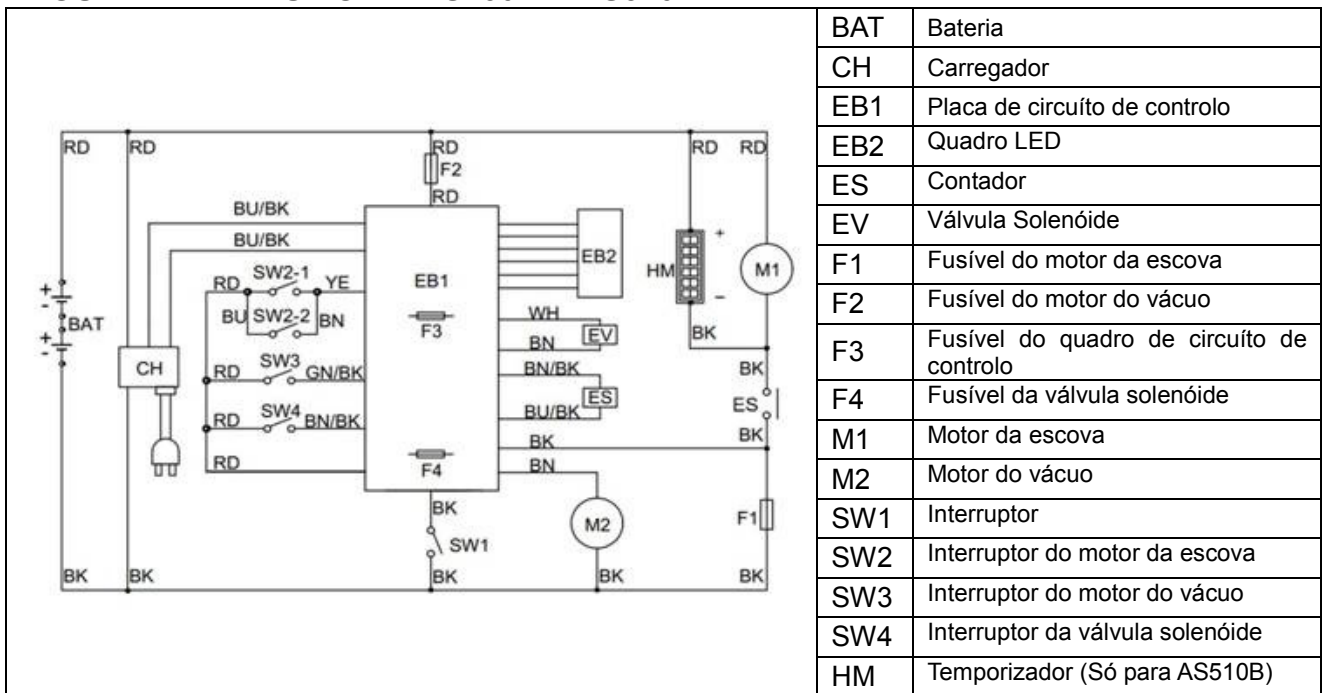 RD RD RD RD RD
F2
RD
BU/BK
BU/BK
SW2-1
RD YE
BU SW2-2 BN
EB1
EB2
HM
+
-
M1
F3
WH
EV
BN
BK
+
-
BAT
+
-
CH
RD SW3 GN/BK
BN/BK
ES
BU/BK
BK
ES
RD SW4 BN/BK
BK
BK
RD
F4
BN
BK
SW1
M2
F1
BK BK BK BK BK
BAT Bateria
CH Carregador
EB1 Placa de circuíto de controlo
EB2 Quadro LED
ES Contador
EV Válvula Solenóide
F1 Fusível do motor da escova
F2 Fusível do motor do vácuo
F3 Fusível do quadro de circuíto de
controlo
F4 Fusível da válvula solenóide
M1 Motor da escova
M2 Motor do vácuo
SW1 Interruptor
SW2 Interruptor do motor da escova
SW3 Interruptor do motor do vácuo
SW4 Interruptor da válvula solenóide
HM Temporizador (Só para AS510B)